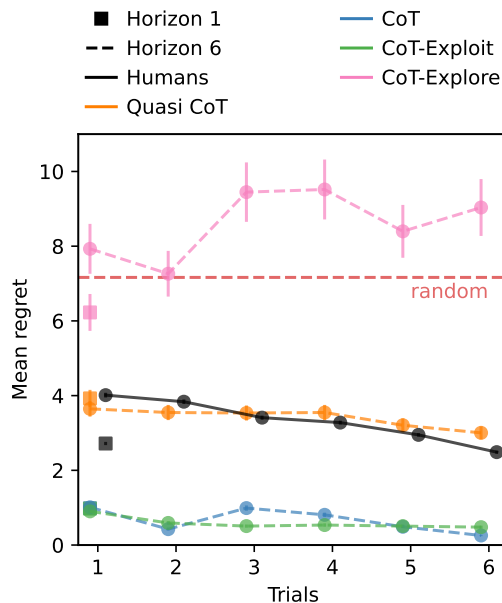 Horizon 1
Horizon 6
Humans
Quasi CoT
CoT
CoT-Exploit
CoT-Explore
Mean regret
10
8
6
4
2
0
random
1 2 3 4 5 6
Trials